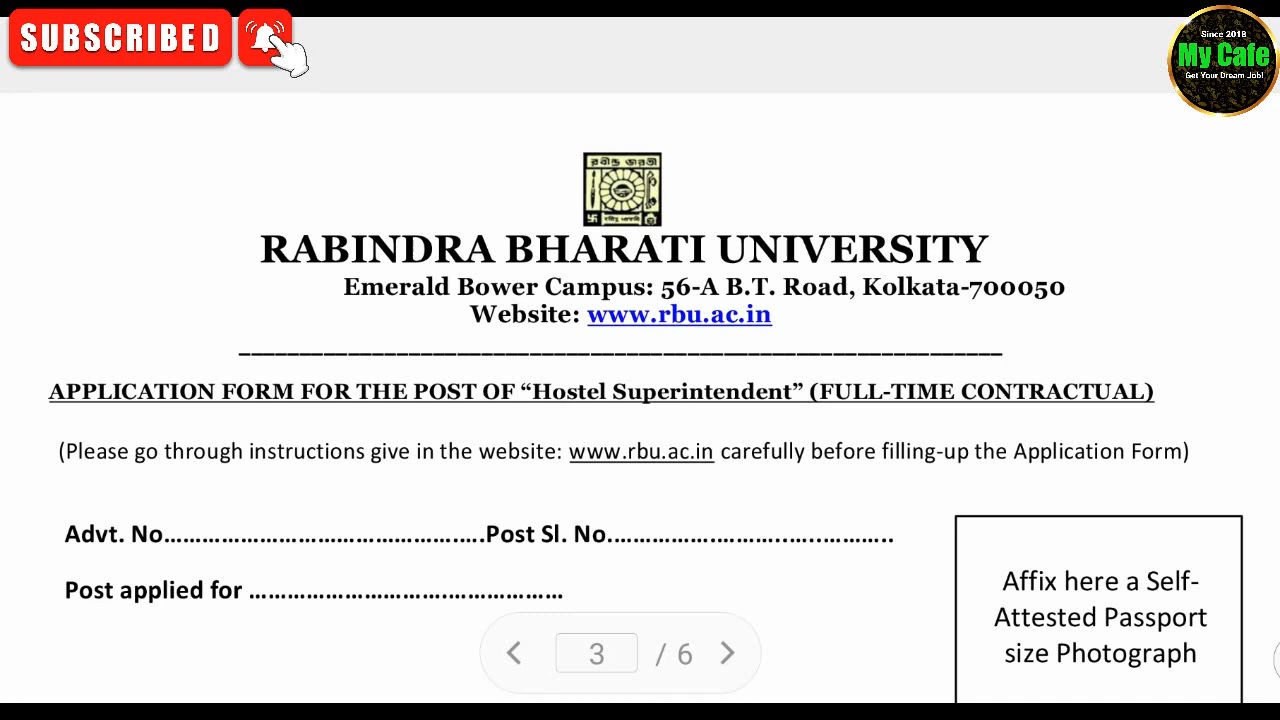 SUBSCRIBED
Since 2018
My Cafe
Get Your Dream Job!
রবীন্দ্র ভারতী
RABINDRA BHARATI UNIVERSITY
Emerald Bower Campus: 56-A B.T. Road, Kolkata-700050
Website: www.rbu.ac.in
APPLICATION FORM FOR THE POST OF “Hostel Superintendent” (FULL-TIME CONTRACTUAL)
(Please go through instructions give in the website: www.rbu.ac.in carefully before filling-up the Application Form)
Advt. No……………………………………….…..Post Sl. No.…………….……..…..………..
Post applied for ………………………….………………
Affix here a Self-
Attested Passport
size Photograph
3 / 6